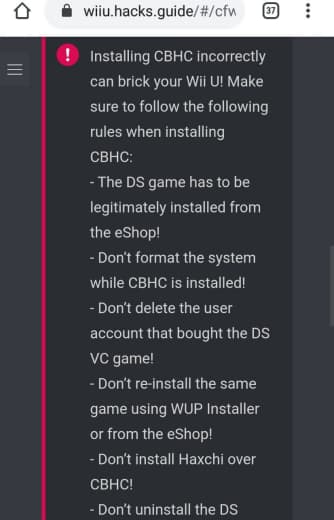 wiiu.hacks.guide/#/cfw
37
Installing CBHC incorrectly
can brick your Wii U! Make
sure to follow the following
rules when installing
CBHC:
- The DS game has to be
legitimately installed from
the eShop!
- Don't format the system
while CBHC is installed!
- Don't delete the user
account that bought the DS
VC game!
- Don't re-install the same
game using WUP Installer
or from the eShop!
- Don't install Haxchi over
CBHC!
- Don't uninstall the DS